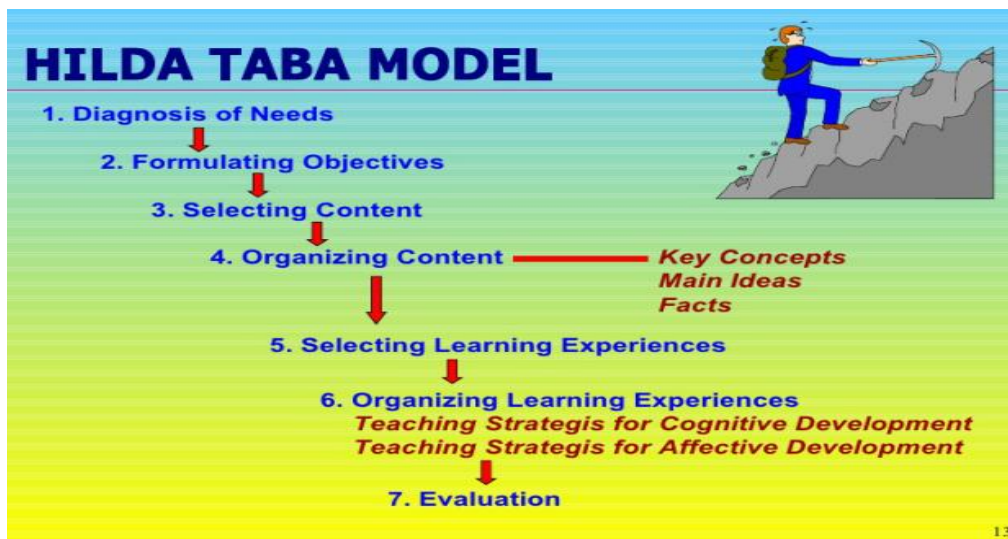 HILDA TABA MODEL
1. Diagnosis of Needs
2. Formulating Objectives
3. Selecting Content
4. Organizing Content
Key Concepts
Main Ideas
Facts
5. Selecting Learning Experiences
6. Organizing Learning Experiences
Teaching Strategis for Cognitive Development
Teaching Strategis for Affective Development
7. Evaluation
13